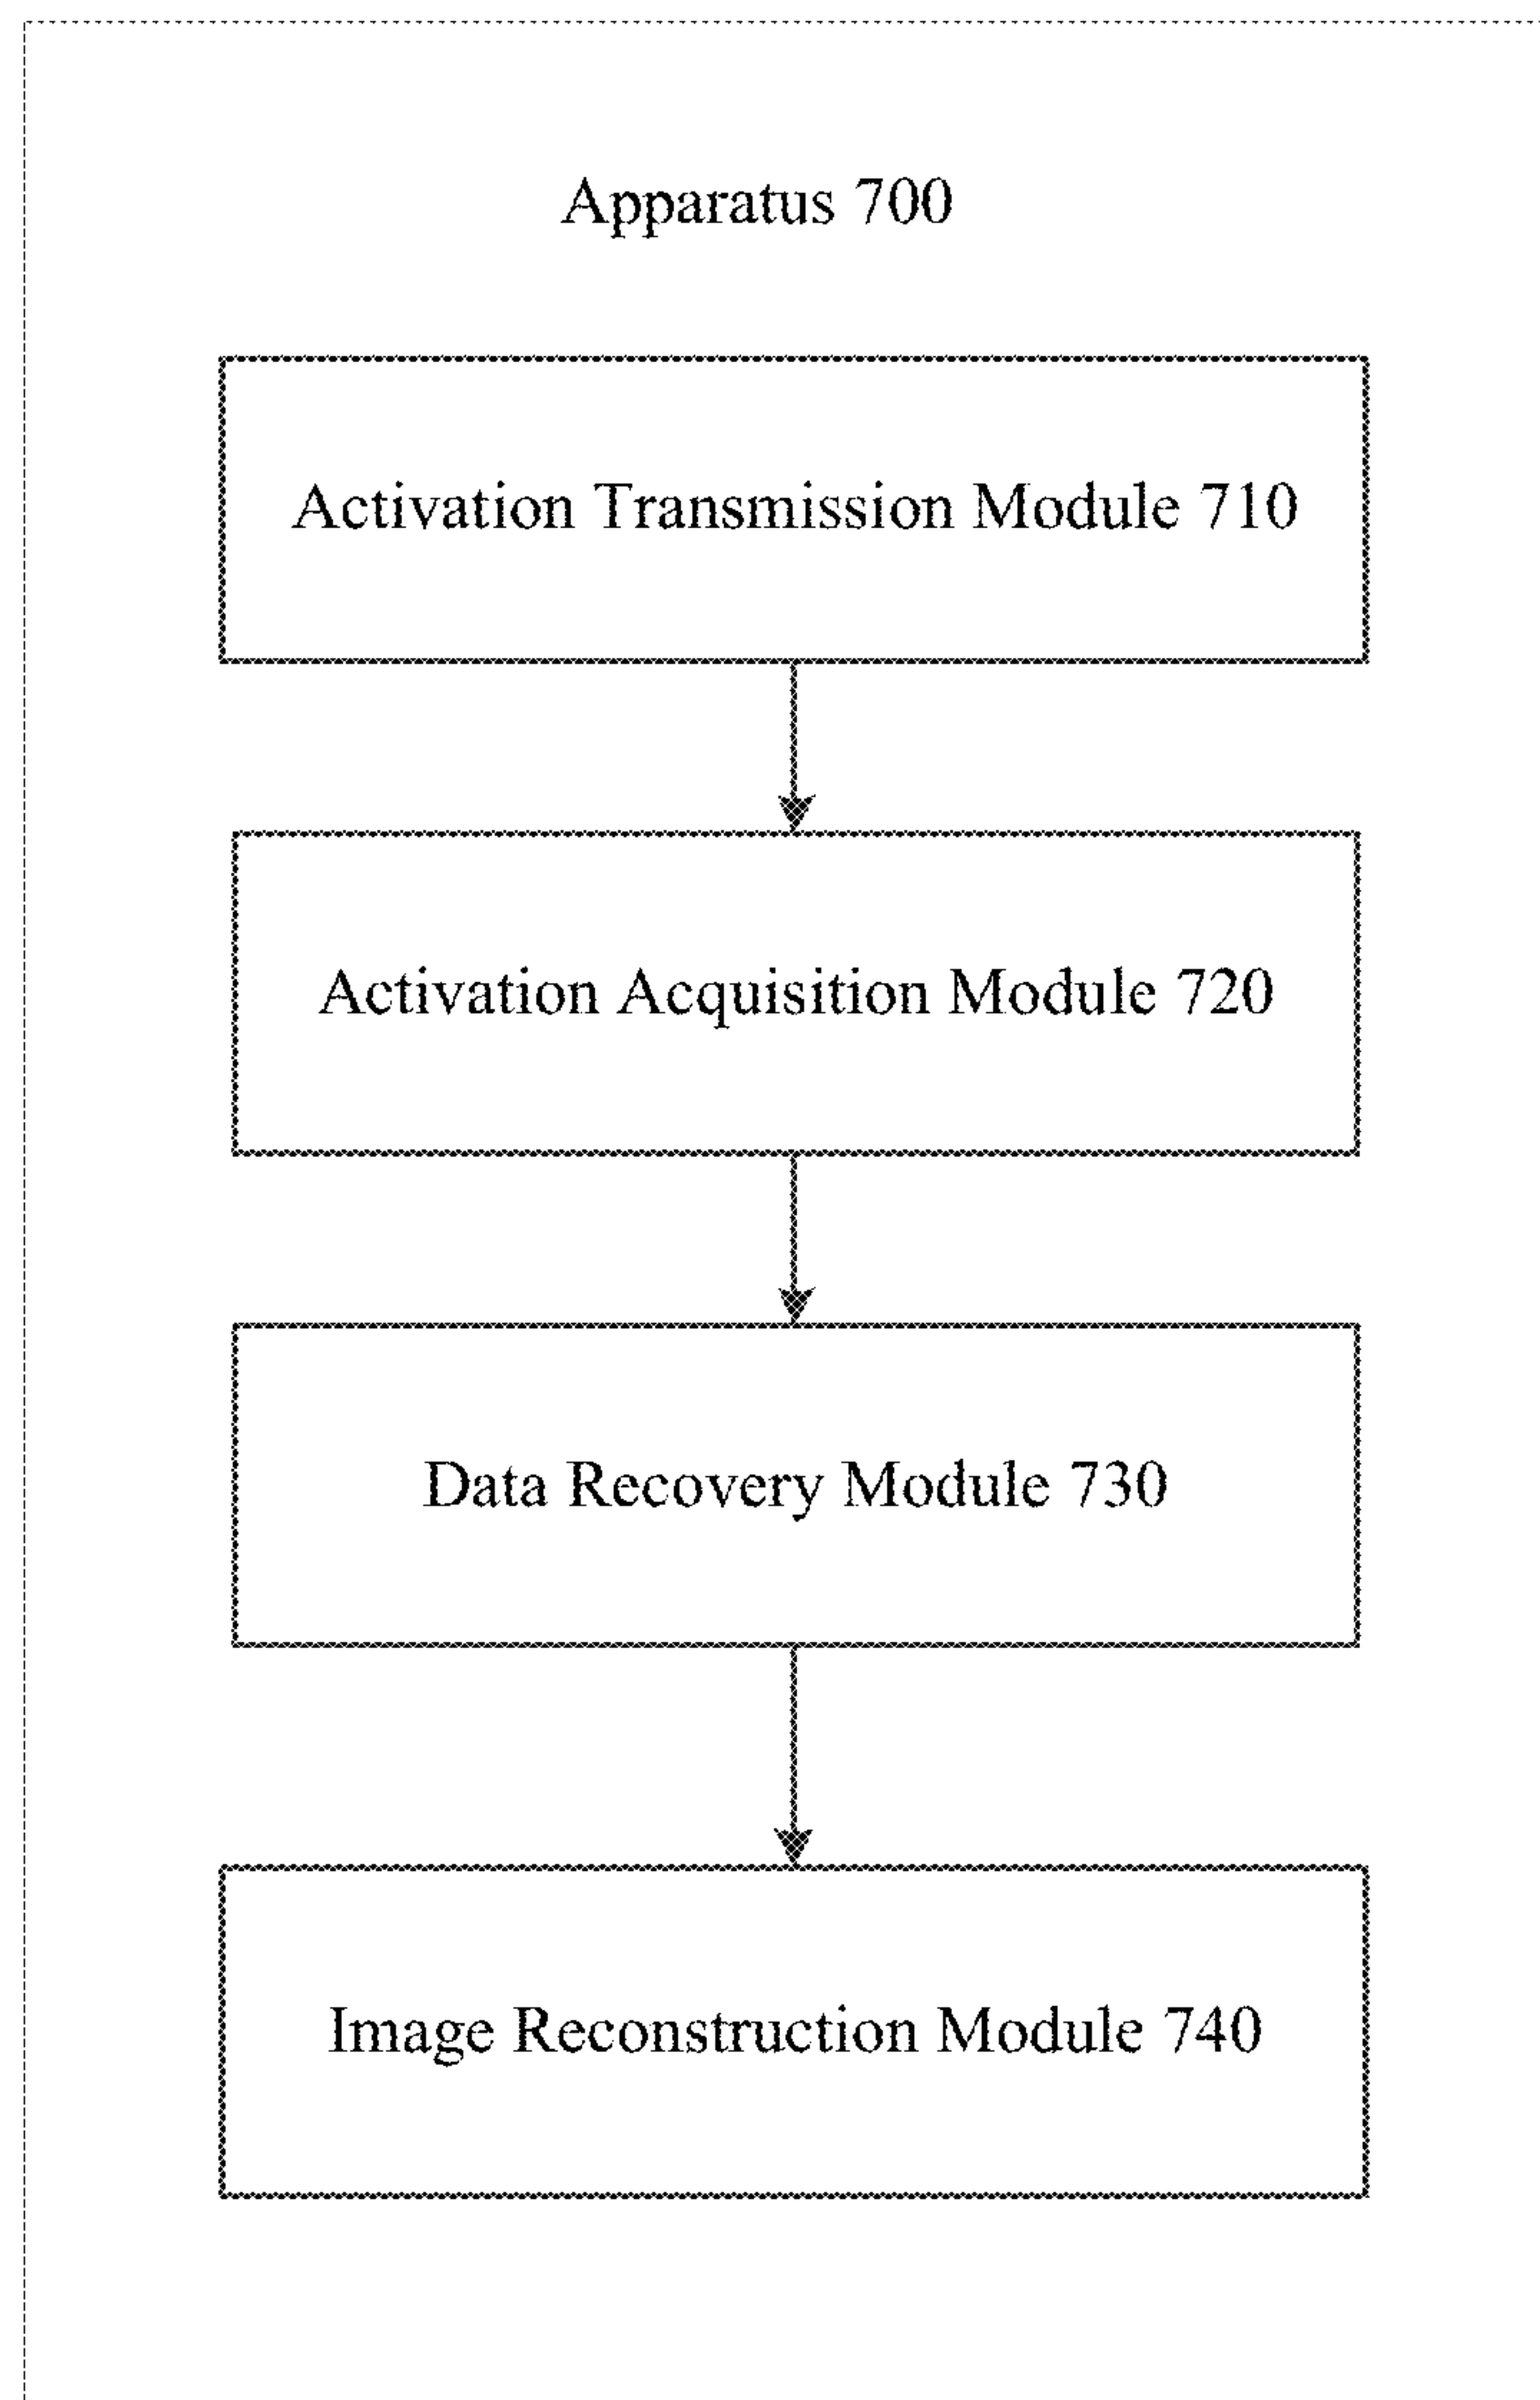 Apparatus 700
Activation Transmission Module 710
Activation Acquisition Module 720
Data Recovery Module 730
Image Reconstruction Module 740